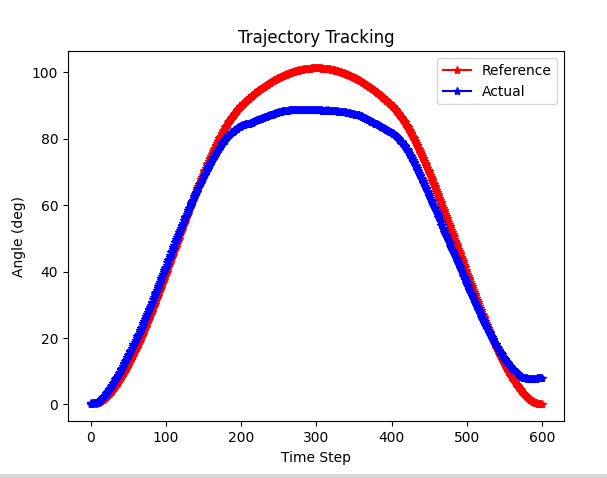 Trajectory Tracking
Reference
Actual
Angle (deg)
100
80
60
40
20
0
0 100 200 300 400 500 600
Time Step